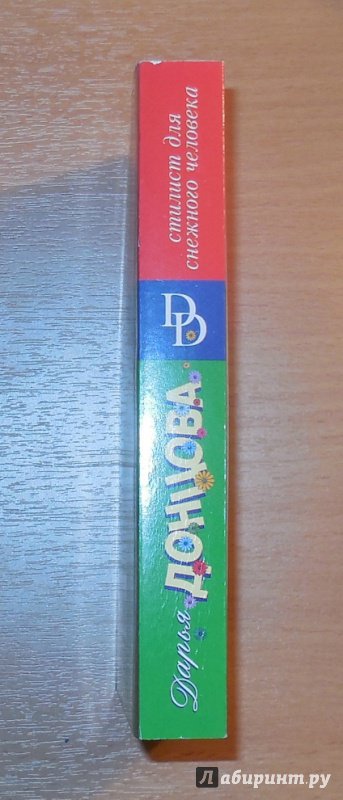 Дарья ДОНЦОВА
DD
стилист для
снежного человека
Лабиринт.ру